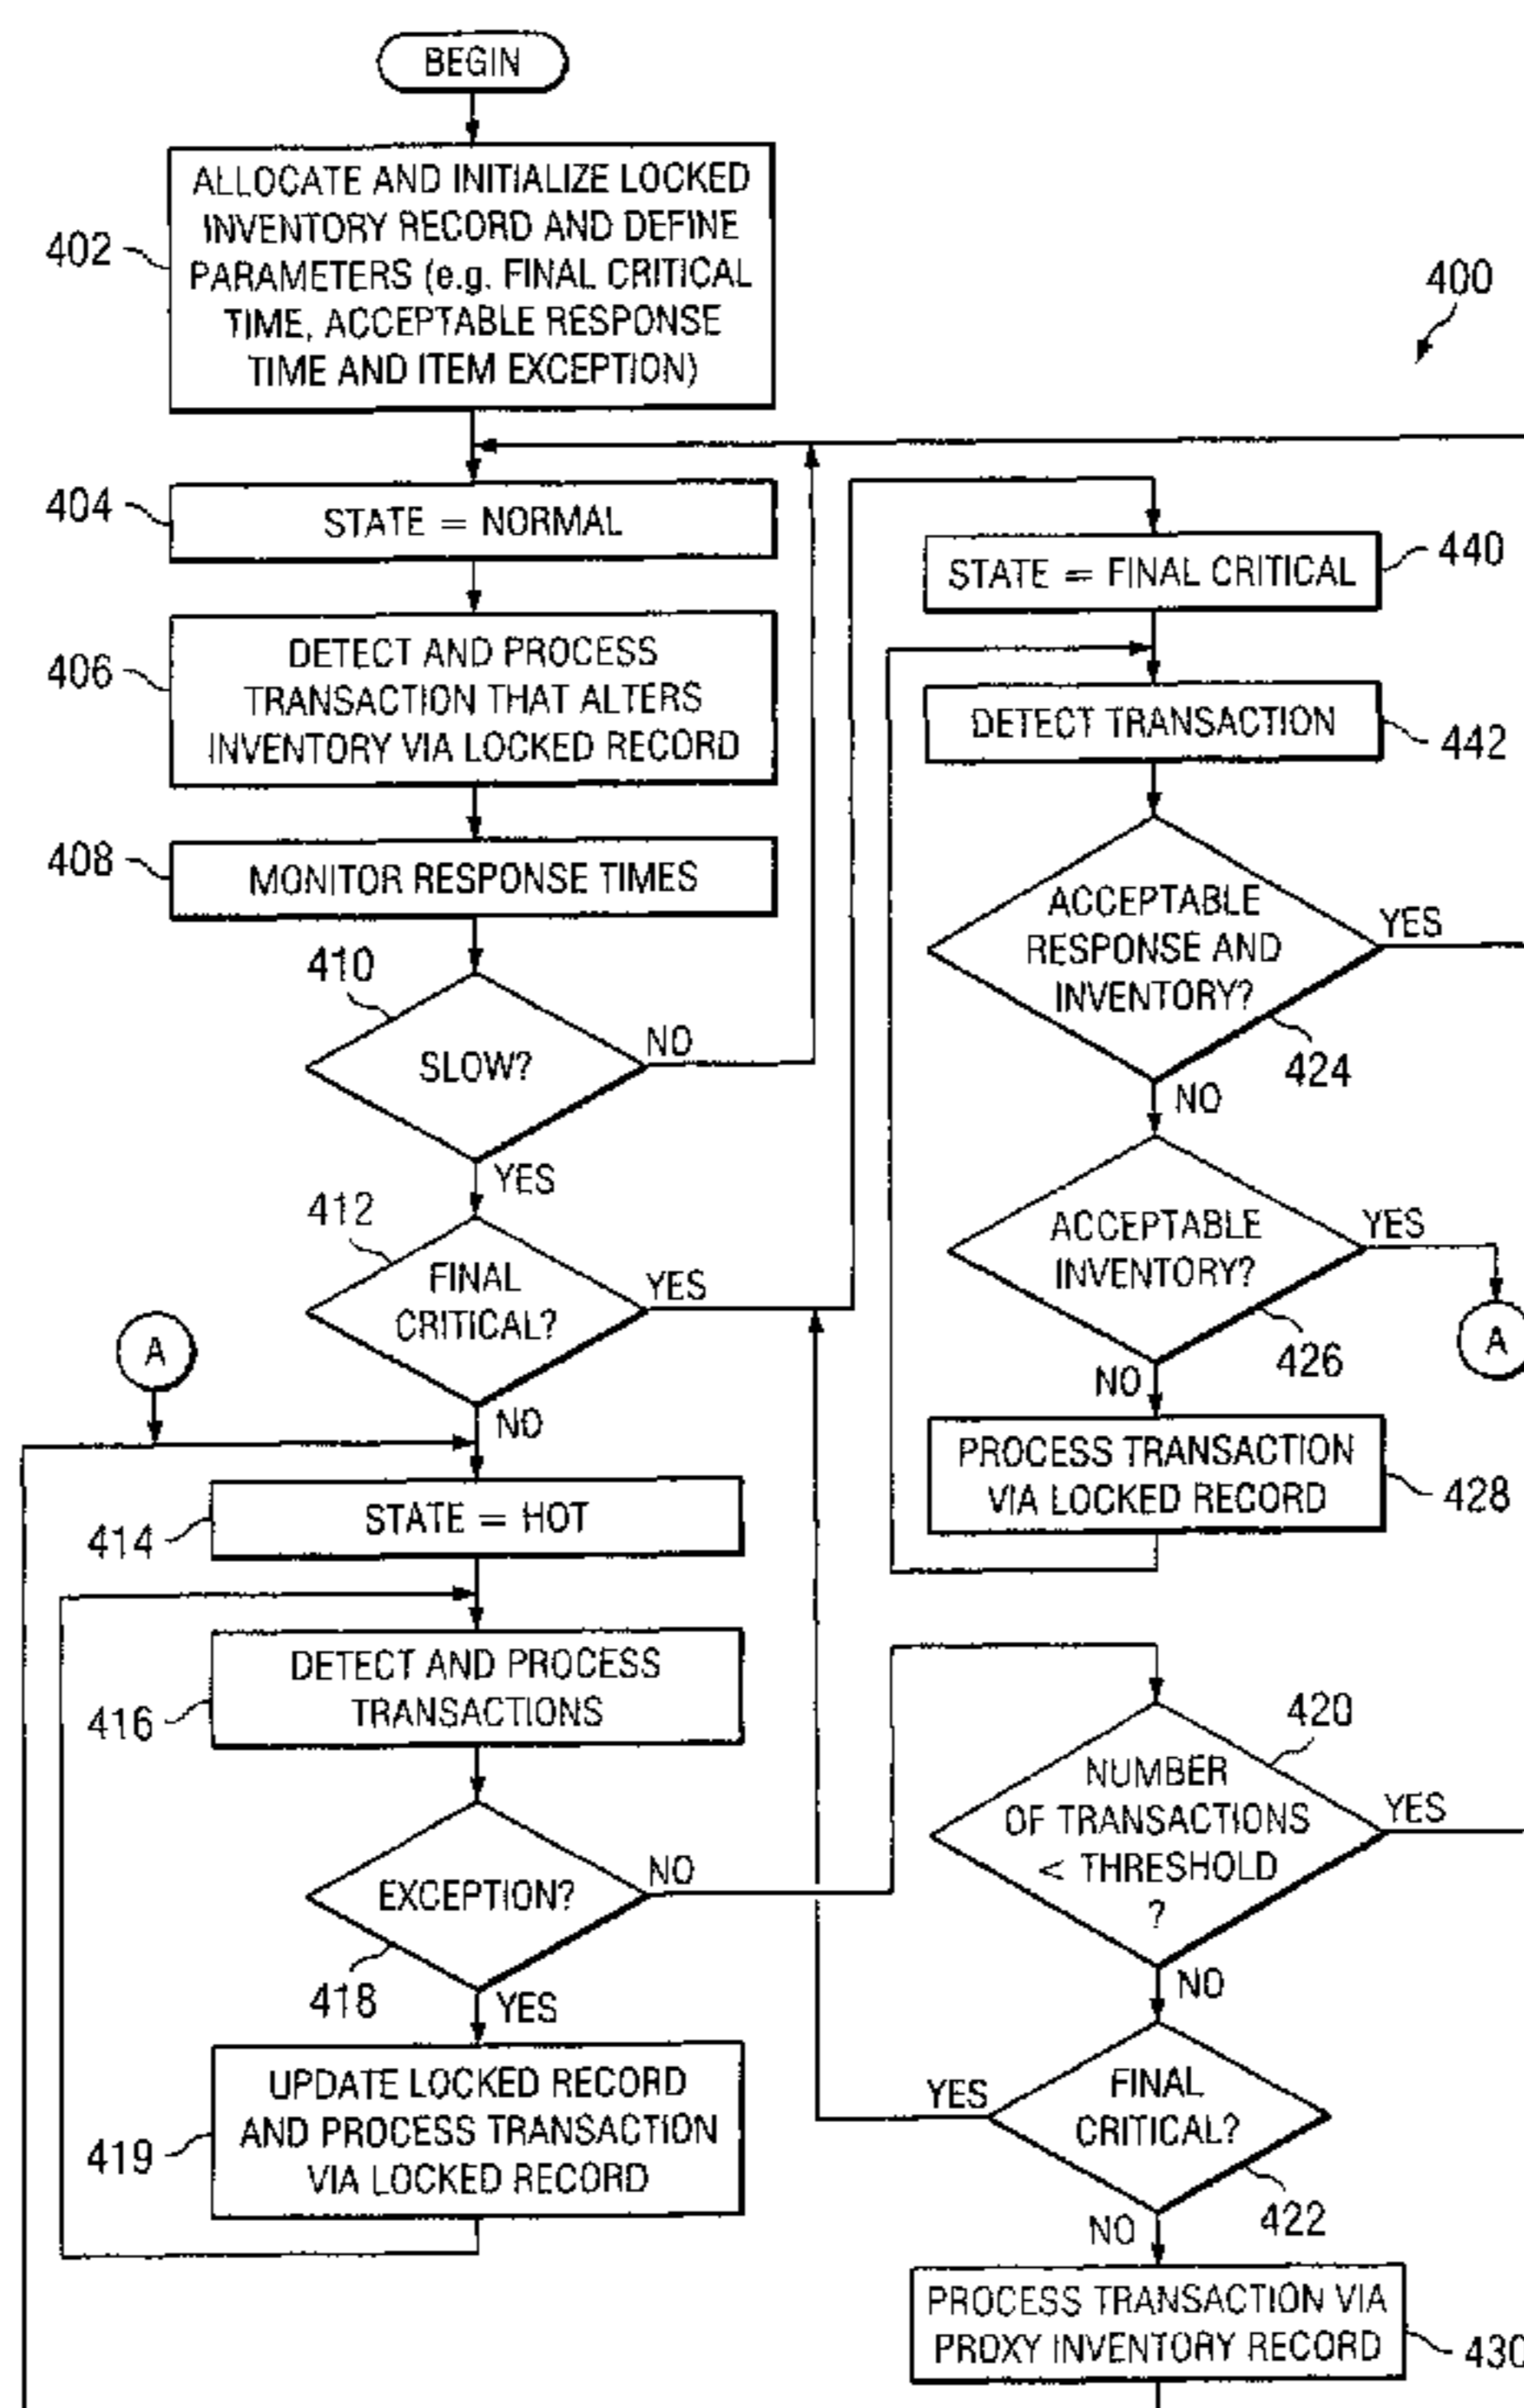 BEGIN
ALLOCATE AND INITIALIZE LOCKED
INVENTORY RECORD AND DEFINE
PARAMETERS (e.g. FINAL CRITICAL
TIME, ACCEPTABLE RESPONSE
TIME AND ITEM EXCEPTION)
402
400
404
STATE = NORMAL
406
DETECT AND PROCESS
TRANSACTION THAT ALTERS
INVENTORY VIA LOCKED RECORD
408
MONITOR RESPONSE TIMES
410
SLOW?
NO
YES
412
FINAL
CRITICAL?
YES
NO
A
414
STATE = HOT
416
DETECT AND PROCESS
TRANSACTIONS
EXCEPTION?
NO
418
YES
419
UPDATE LOCKED RECORD
AND PROCESS TRANSACTION
VIA LOCKED RECORD
STATE = FINAL CRITICAL
440
DETECT TRANSACTION
442
ACCEPTABLE
RESPONSE AND
INVENTORY?
YES
424
NO
ACCEPTABLE
INVENTORY?
YES
A
426
NO
PROCESS TRANSACTION
VIA LOCKED RECORD
428
420
NUMBER
OF TRANSACTIONS
< THRESHOLD
?
YES
NO
FINAL
CRITICAL?
YES
422
NO
PROCESS TRANSACTION VIA
PROXY INVENTORY RECORD
430